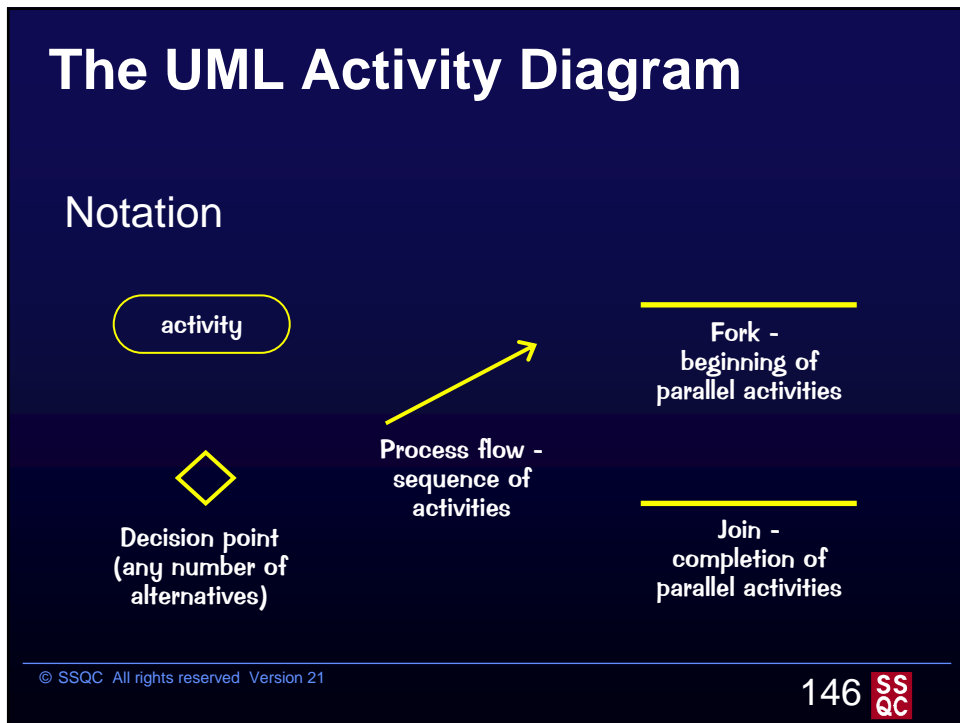 The UML Activity Diagram
Notation
activity
Decision point
(any number of
alternatives)
Process flow -
sequence of
activities
Fork -
beginning of
parallel activities
Join -
completion of
parallel activities
© SSQC All rights reserved Version 21
146
SS
QC